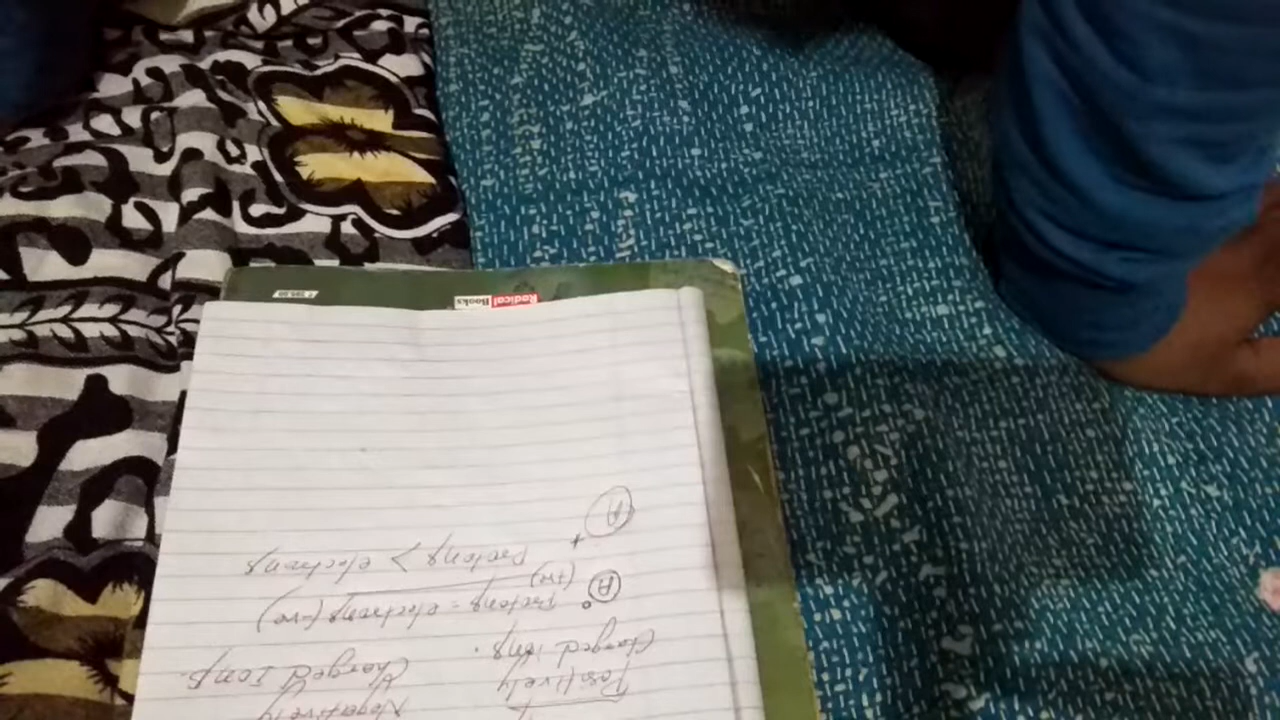 Positively Negatively
Charged ions. Charged Ions.
(A)° Protons = electrons (-ve)
(+ve)
(A)+ Protons > electrons
Radical Books